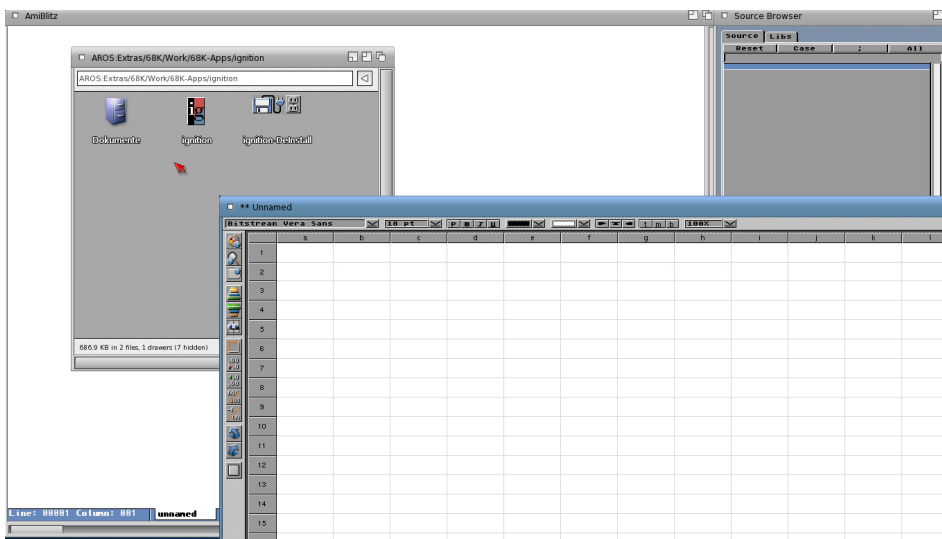 AmiBlitz
Source Browser
Source Libs
Reset Case ; All
AROS:Extras/68K/Work/68K-Apps/ignition
AROS:Extras/68K/Work/68K-Apps/ignition
ig
Dokumente ignition ignition-DeInstall
** Unnamed
Bitstream Vera Sans 10 pt P B I U t m b 100%
a b c d e f g h i j k l
1
2
3
4
5
686.9 KB in 2 files, 1 drawers (7 hidden)
6
7
8
9
10
11
12
13
14
Line: 00001 Column: 001 unnamed
15